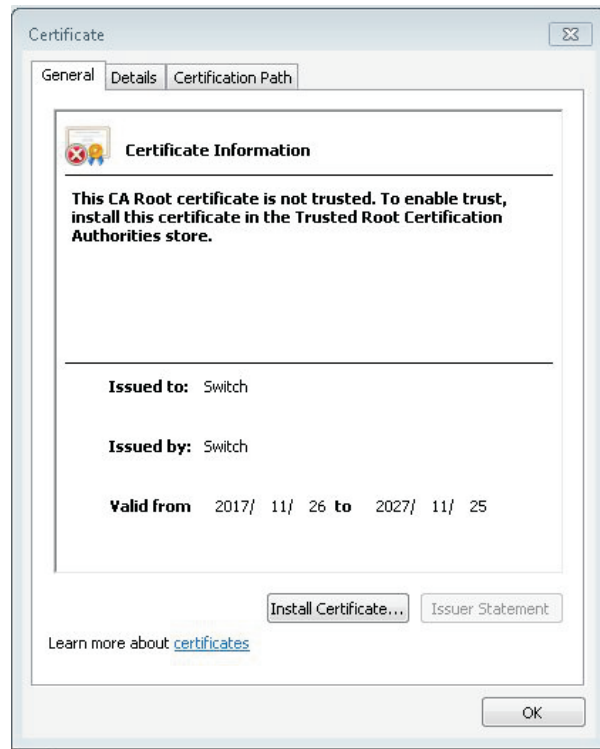 Certificate
General Details Certification Path
Certificate Information
This CA Root certificate is not trusted. To enable trust,
install this certificate in the Trusted Root Certification
Authorities store.
Issued to: Switch
Issued by: Switch
Valid from 2017/ 11/ 26 to 2027/ 11/ 25
Install Certificate... Issuer Statement
Learn more about certificates
OK